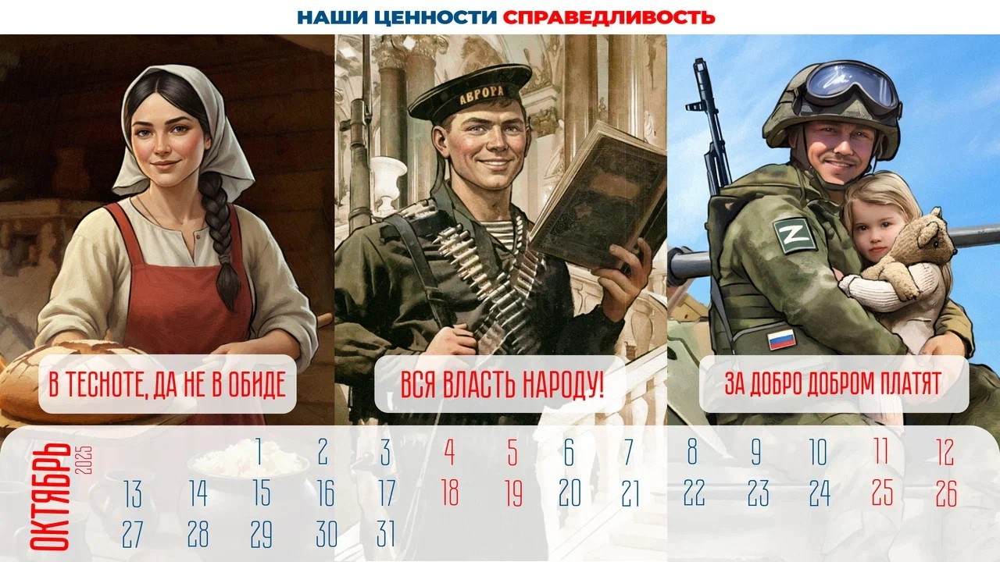 НАШИ ЦЕННОСТИ СПРАВЕДЛИВОСТЬ
АВРОРА
Z
В ТЕСНОТЕ, ДА НЕ В ОБИДЕ
ВСЯ ВЛАСТЬ НАРОДУ!
ЗА ДОБРО ДОБРОМ ПЛАТЯТ
ОКТЯБРЬ
2025
1 2 3 4 5 6 7 8 9 10 11 12
13 14 15 16 17 18 19 20 21 22 23 24 25 26
27 28 29 30 31